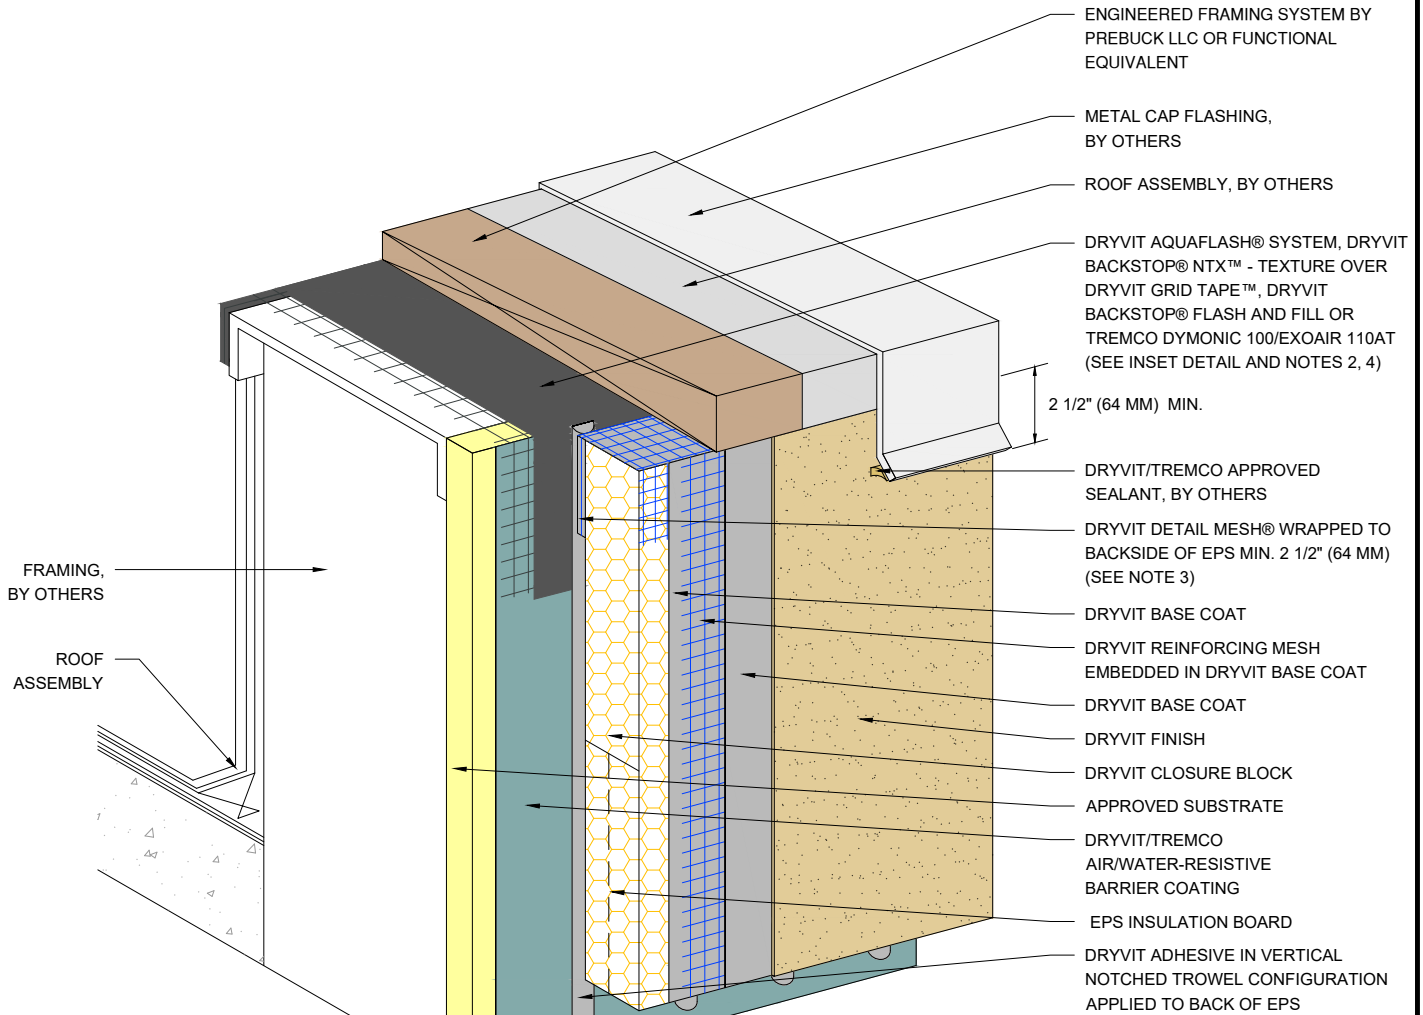 ENGINEERED FRAMING SYSTEM BY
PREBUCK LLC OR FUNCTIONAL
EQUIVALENT
METAL CAP FLASHING,
BY OTHERS
ROOF ASSEMBLY, BY OTHERS
DRYVIT AQUAFLASH® SYSTEM, DRYVIT
BACKSTOP® NTX™ - TEXTURE OVER
DRYVIT GRID TAPE™, DRYVIT
BACKSTOP® FLASH AND FILL OR
TREMCO DYMONIC 100/EXOAIR 110AT
(SEE INSET DETAIL AND NOTES 2, 4)
2 1/2" (64 MM) MIN.
DRYVIT/TREMCO APPROVED
SEALANT, BY OTHERS
DRYVIT DETAIL MESH® WRAPPED TO
BACKSIDE OF EPS MIN. 2 1/2" (64 MM)
(SEE NOTE 3)
FRAMING,
BY OTHERS
DRYVIT BASE COAT
DRYVIT REINFORCING MESH
EMBEDDED IN DRYVIT BASE COAT
ROOF
ASSEMBLY
DRYVIT BASE COAT
DRYVIT FINISH
DRYVIT CLOSURE BLOCK
APPROVED SUBSTRATE
DRYVIT/TREMCO
AIR/WATER-RESISTIVE
BARRIER COATING
EPS INSULATION BOARD
DRYVIT ADHESIVE IN VERTICAL
NOTCHED TROWEL CONFIGURATION
APPLIED TO BACK OF EPS